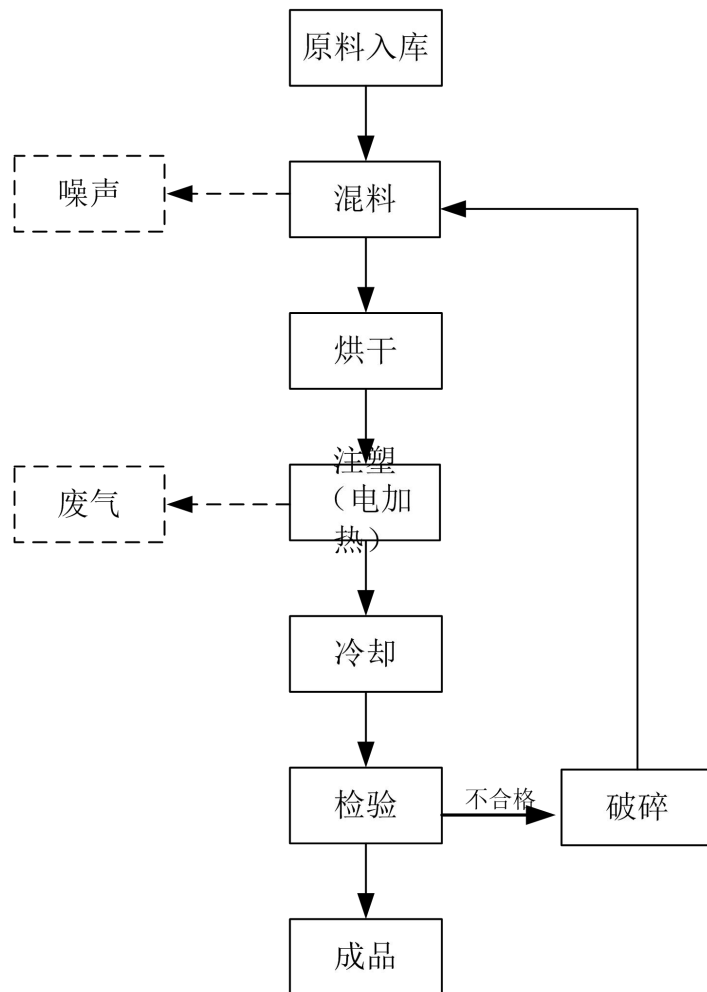 原料入库
噪声
混料
烘干
注塑
（电加
热）
废气
冷却
检验
不合格
破碎
成品